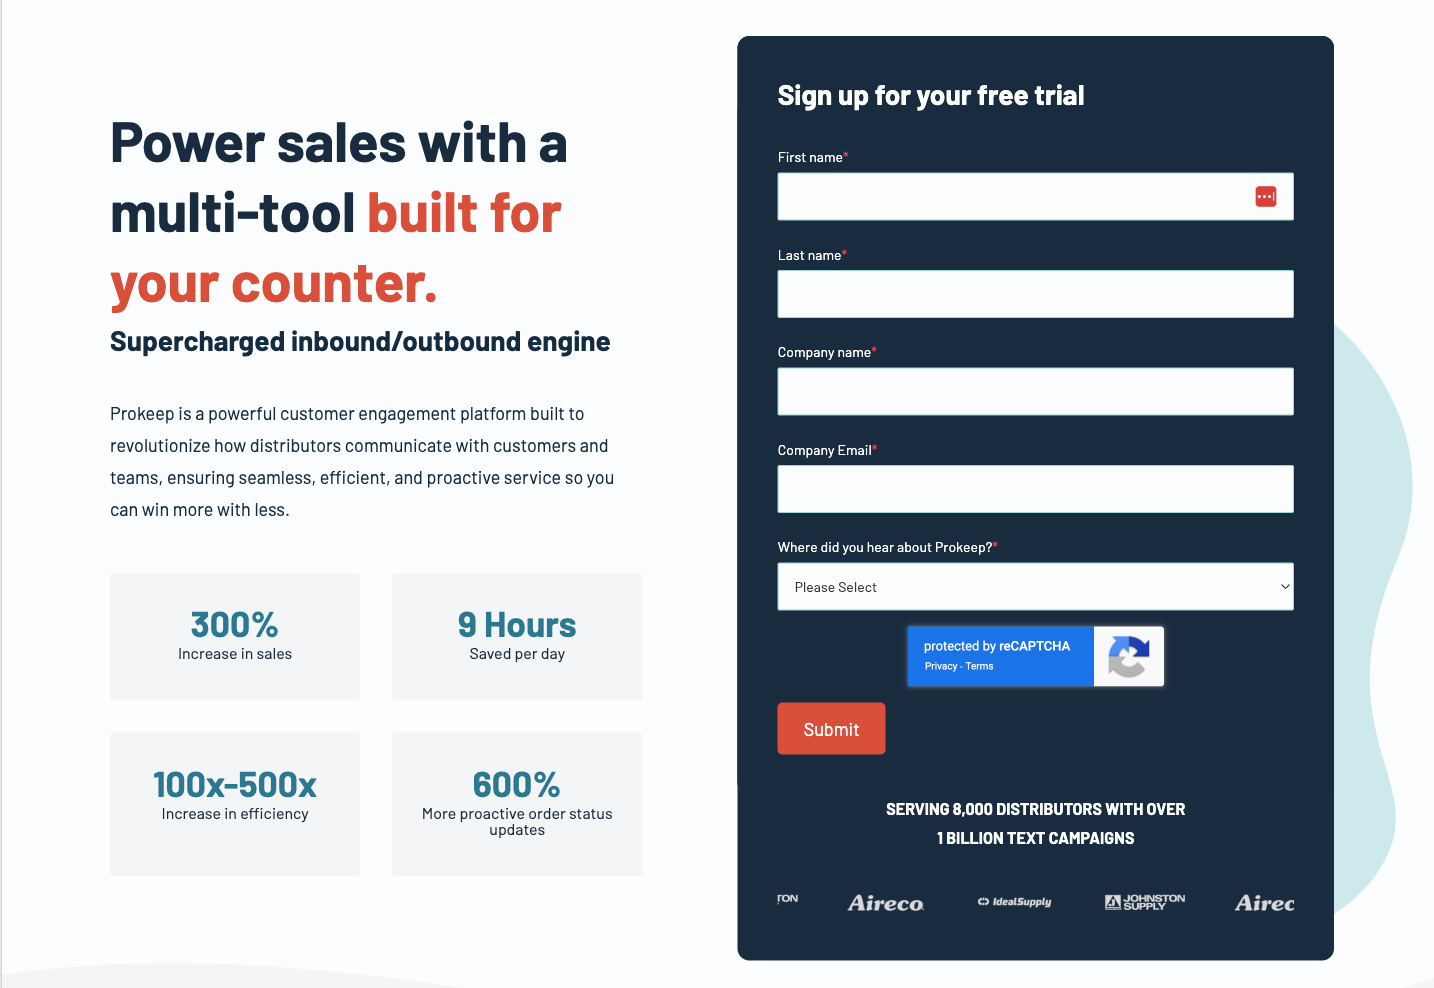 Power sales with a
multi-tool built for
your counter.
Supercharged inbound/outbound engine
Prokeep is a powerful customer engagement platform built to
revolutionize how distributors communicate with customers and
teams, ensuring seamless, efficient, and proactive service so you
can win more with less.
300%
Increase in sales
9 Hours
Saved per day
100x-500x
Increase in efficiency
600%
More proactive order status
updates
Sign up for your free trial
First name*
Last name*
Company name*
Company Email*
Where did you hear about Prokeep?*
Please Select
protected by reCAPTCHA
Privacy - Terms
Submit
SERVING 8,000 DISTRIBUTORS WITH OVER
1 BILLION TEXT CAMPAIGNS
TON
Aireco
IdealSupply
JOHNSTON
SUPPLY
Airec